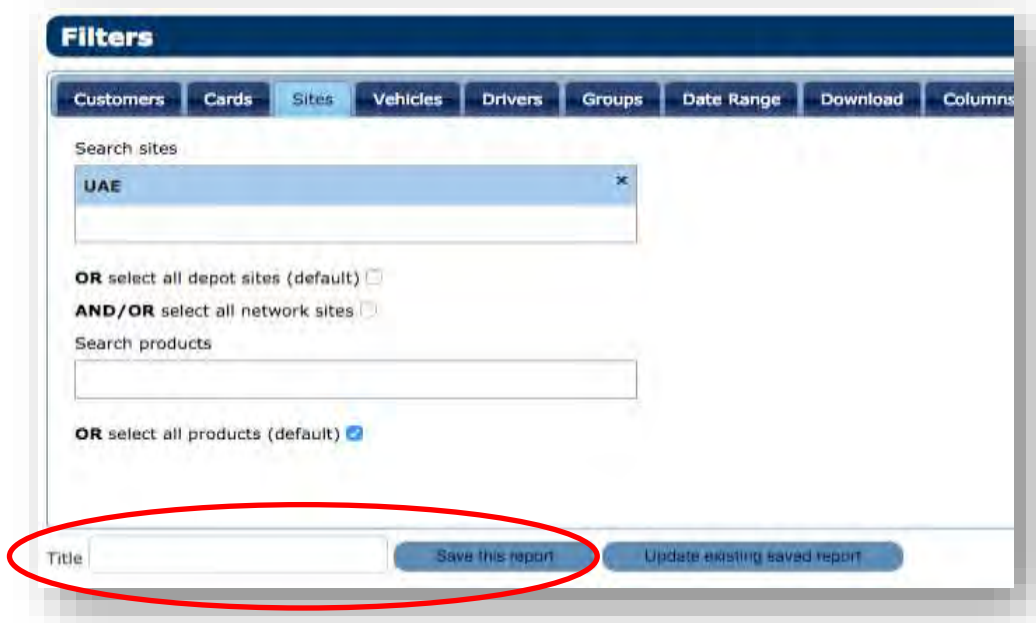 Filters
Customers Cards Sites Vehicles Drivers Groups Date Range Download Columns
Search sites
UAE ×
OR select all depot sites (default)
AND/OR select all network sites
Search products
OR select all products (default)
Title Save this report Update existing saved report